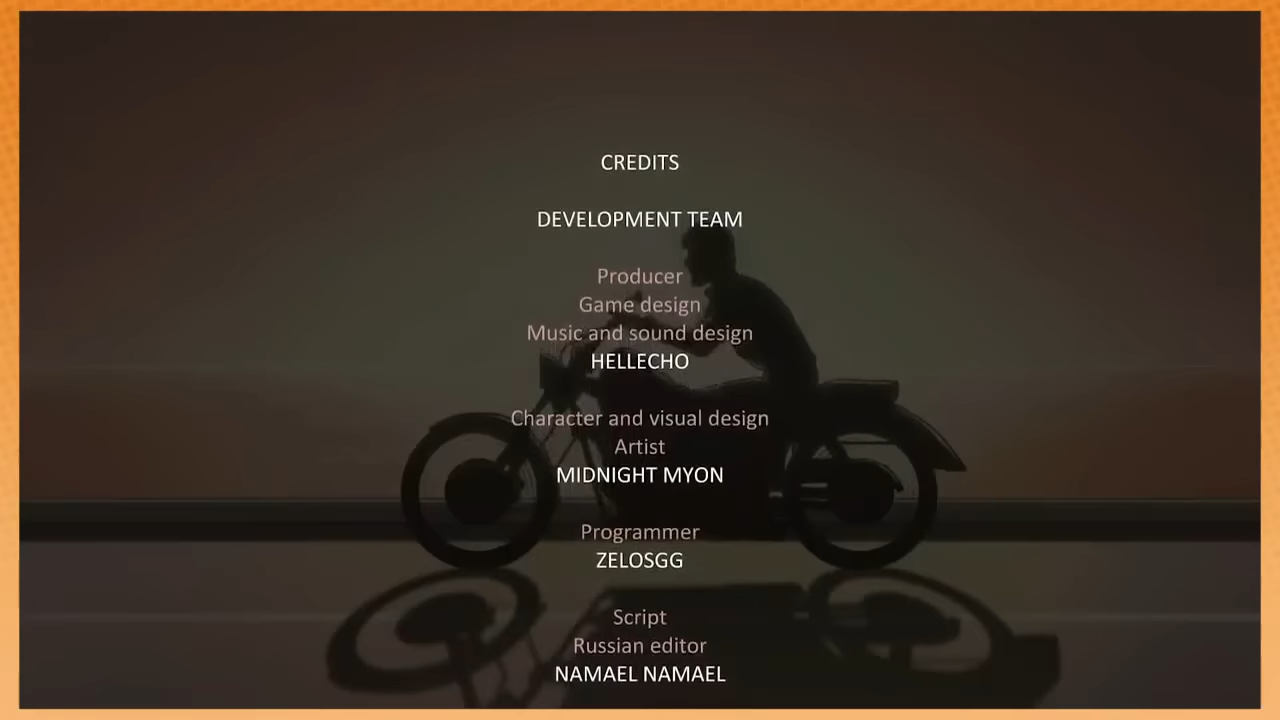 CREDITS
DEVELOPMENT TEAM
Producer
Game design
Music and sound design
HELLECHO
Character and visual design
Artist
MIDNIGHT MYON
Programmer
ZELOSGG
Script
Russian editor
NAMAEL NAMAEL